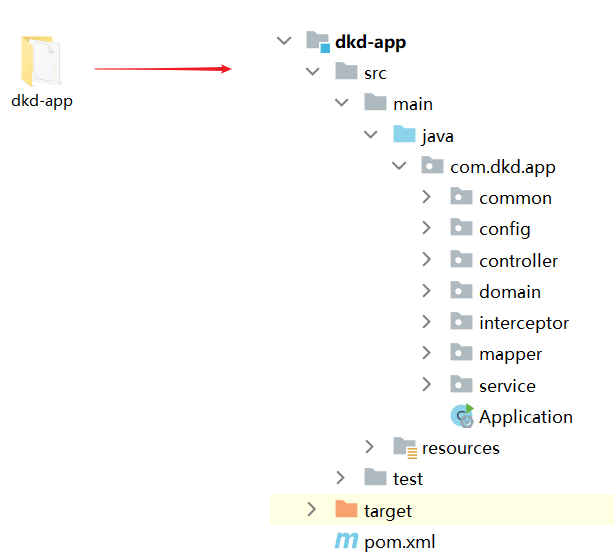 dkd-app
dkd-app
src
main
java
com.dkd.app
common
config
controller
domain
interceptor
mapper
service
Application
resources
test
target
pom.xml